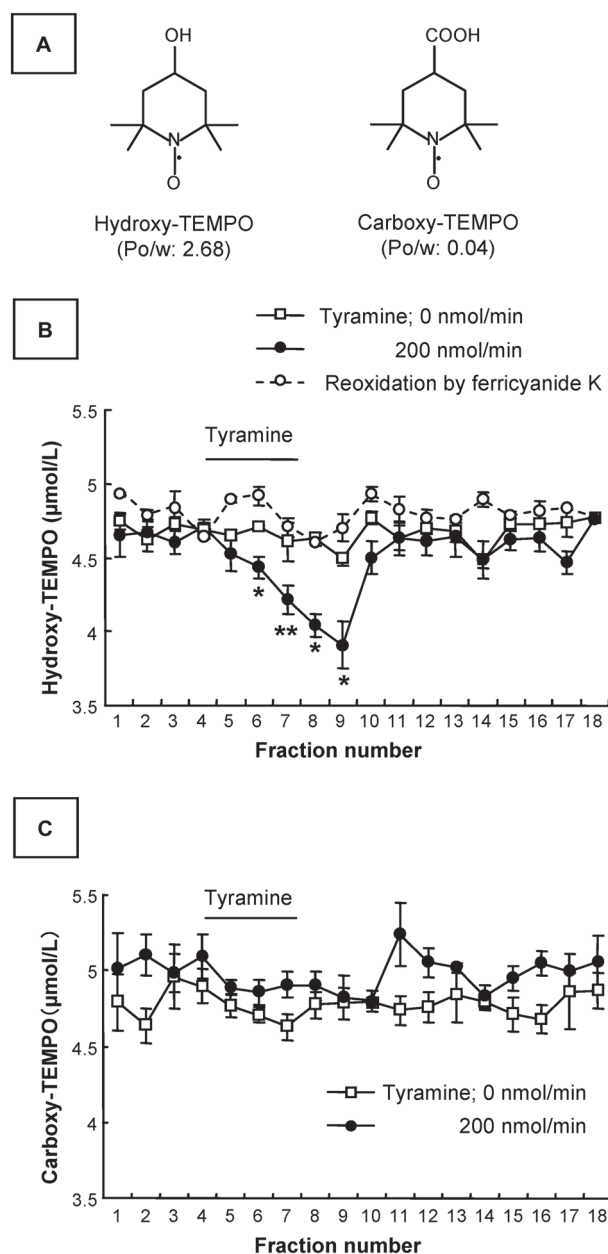 A
OH
N
O
Hydroxy-TEMPO
(Po/w: 2.68)
COOH
N
O
Carboxy-TEMPO
(Po/w: 0.04)
B
Tyramine; 0 nmol/min
200 nmol/min
Reoxidation by ferricyanide K
Tyramine
Hydroxy-TEMPO (μmol/L)
5.5
5
4.5
4
3.5
*
**
*
*
1 2 3 4 5 6 7 8 9 10 11 12 13 14 15 16 17 18
Fraction number
C
Tyramine
Carboxy-TEMPO (μmol/L)
5.5
5
4.5
4
3.5
Tyramine; 0 nmol/min
200 nmol/min
1 2 3 4 5 6 7 8 9 10 11 12 13 14 15 16 17 18
Fraction number